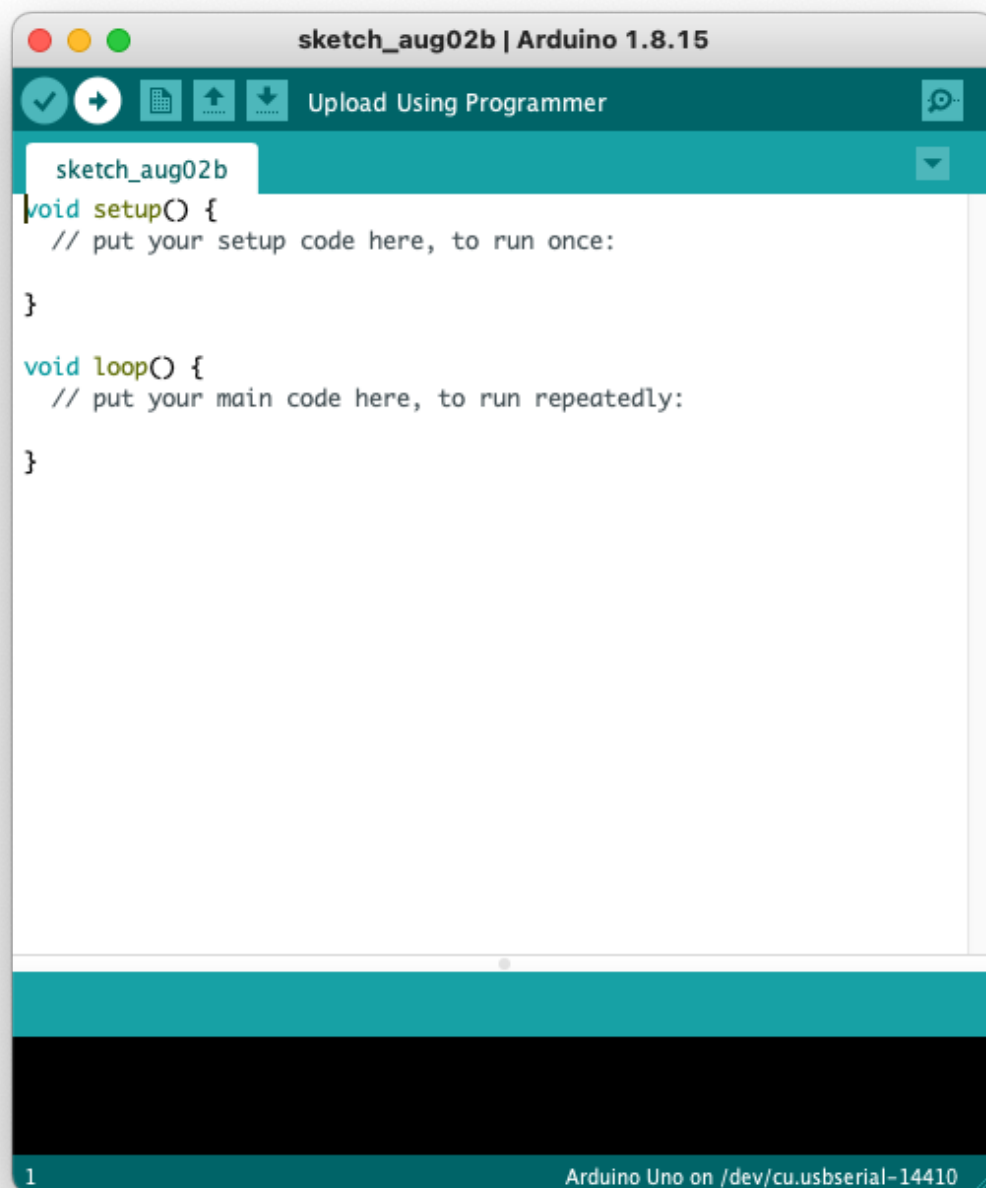 sketch_aug02b | Arduino 1.8.15
Upload Using Programmer
sketch_aug02b
void setup() {
  // put your setup code here, to run once:
}
void loop() {
  // put your main code here, to run repeatedly:
}
1
Arduino Uno on /dev/cu.usbserial-14410